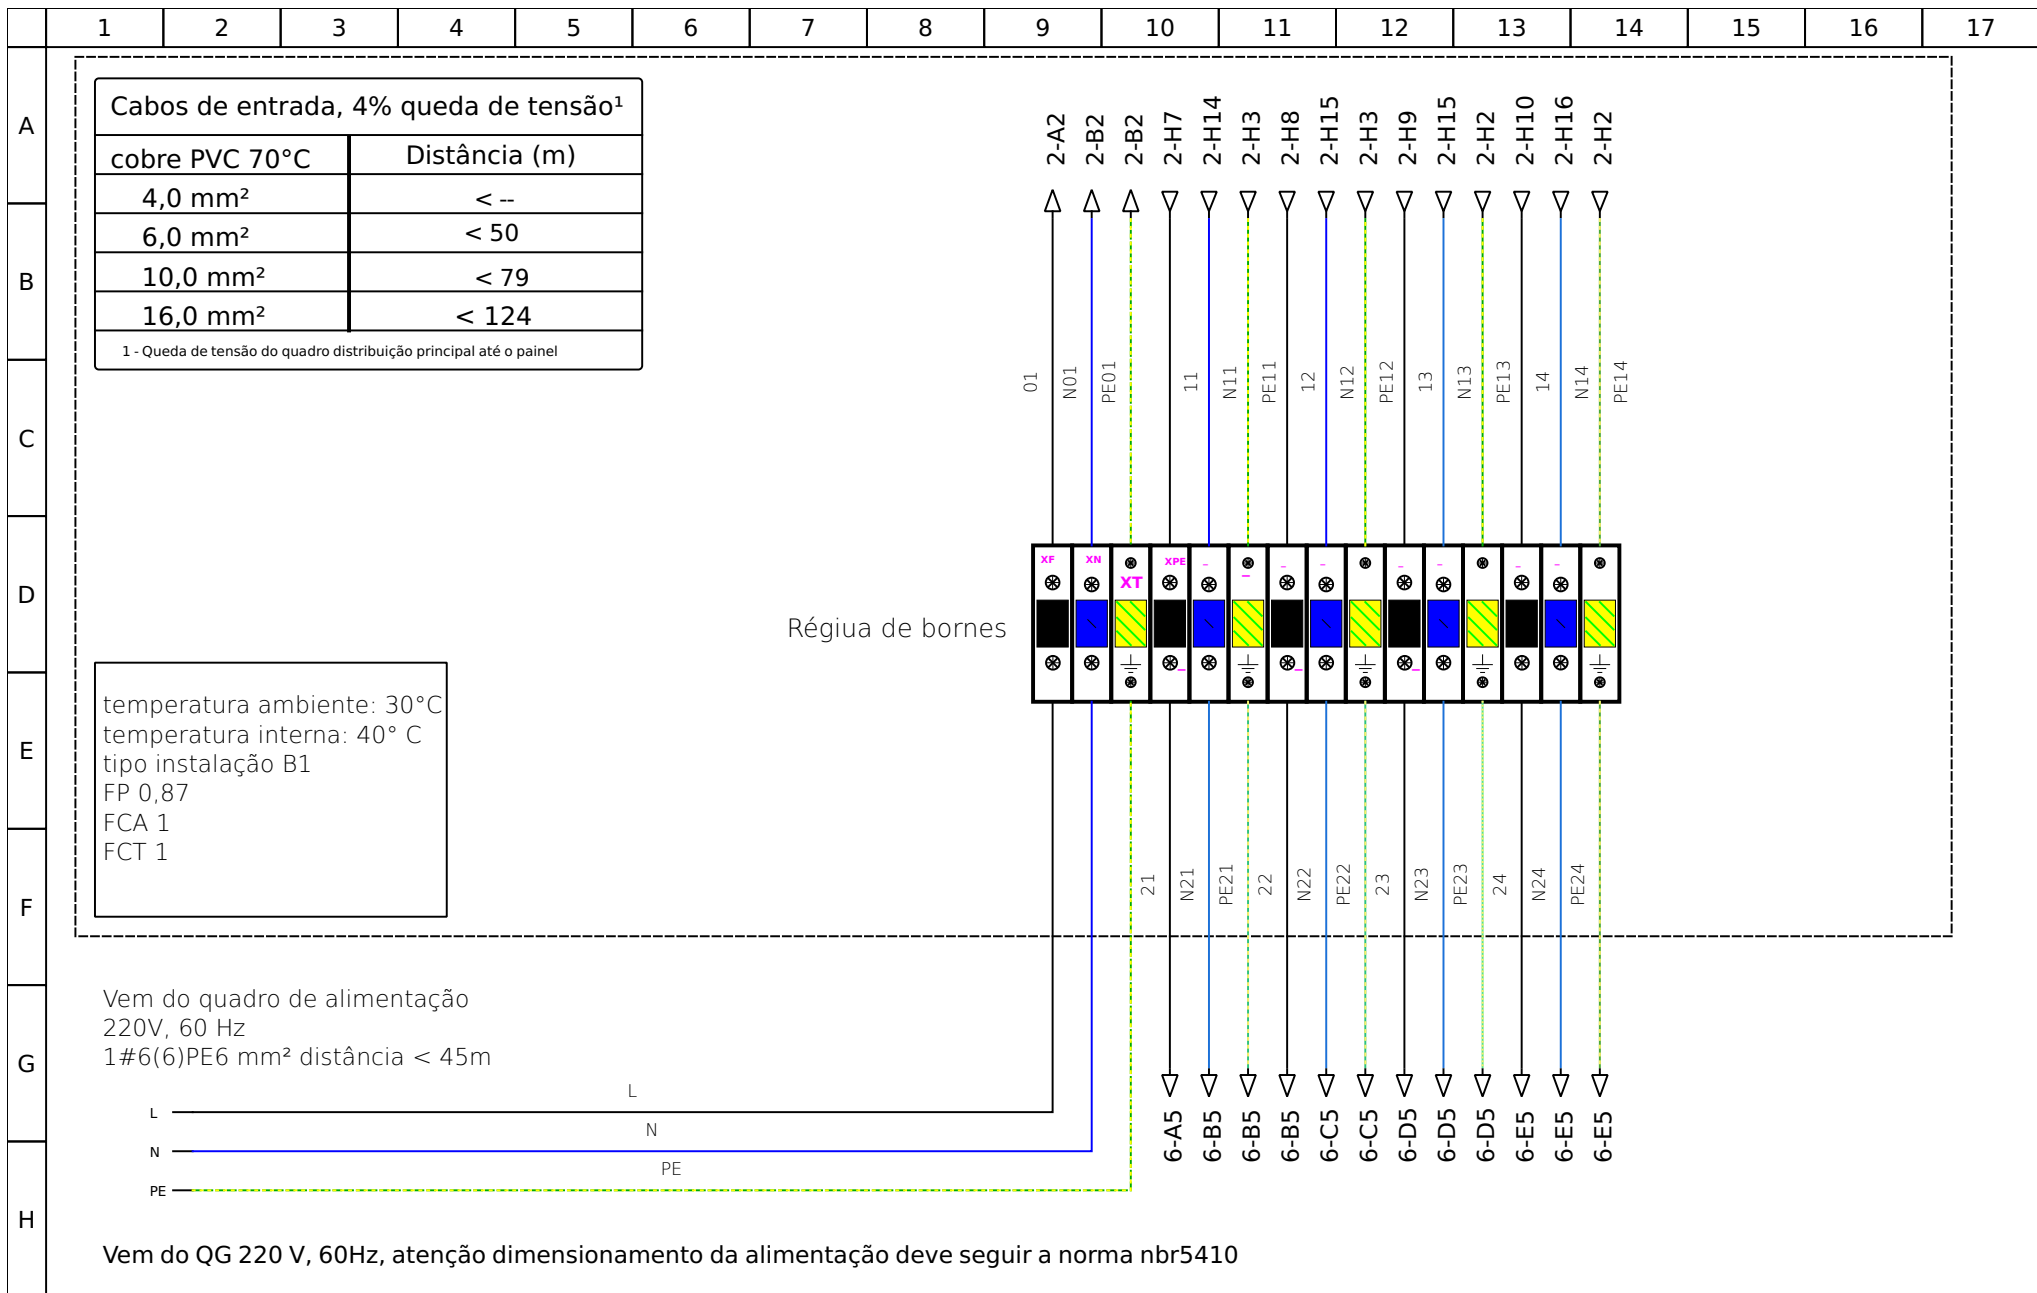 1 2 3 4 5 6 7 8 9 10 11 12 13 14 15 16 17
A
B
C
D
E
F
G
H
Cabos de entrada, 4% queda de tensão¹
cobre PVC 70°C Distância (m)
4,0 mm² < --
6,0 mm² < 50
10,0 mm² < 79
16,0 mm² < 124
1 - Queda de tensão do quadro distribuição principal até o painel
2-A2 2-B2 2-B2 2-H7 2-H14 2-H3 2-H8 2-H15 2-H3 2-H9 2-H15 2-H2 2-H10 2-H16 2-H2
01 N01 PE01 11 N11 PE11 12 N12 PE12 13 N13 PE13 14 N14 PE14
XF XN XPE
XT
Régiua de bornes
temperatura ambiente: 30°C
temperatura interna: 40° C
tipo instalação B1
FP 0,87
FCA 1
FCT 1
21 N21 PE21 22 N22 PE22 23 N23 PE23 24 N24 PE24
Vem do quadro de alimentação
220V, 60 Hz
1#6(6)PE6 mm² distância < 45m
L
L
N
N
PE
PE
6-A5 6-B5 6-B5 6-B5 6-C5 6-C5 6-D5 6-D5 6-D5 6-E5 6-E5 6-E5
Vem do QG 220 V, 60Hz, atenção dimensionamento da alimentação deve seguir a norma nbr5410